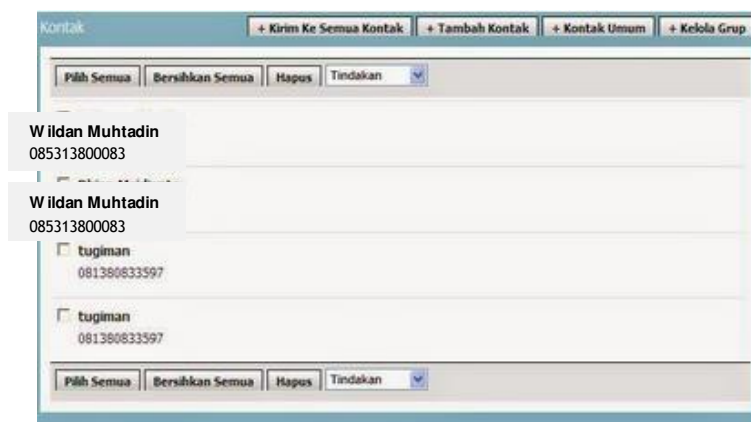 Kontak
+ Kirim Ke Semua Kontak + Tambah Kontak + Kontak Umum + Kelola Grup
Pilih Semua Bersihkan Semua Hapus Tindakan
Wildan Muhtadin
085313800083
Wildan Muhtadin
085313800083
tugiman
081380833597
tugiman
081380833597
Pilih Semua Bersihkan Semua Hapus Tindakan